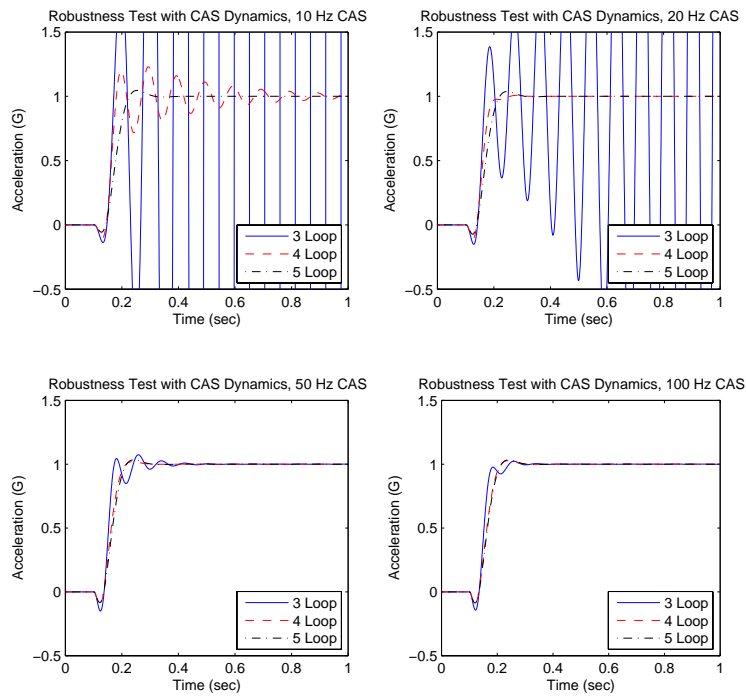 Robustness Test with CAS Dynamics, 10 Hz CAS
1.5
1
0.5
0
−0.5
Acceleration (G)
0
0.2
0.4
0.6
0.8
1
Time (sec)
3 Loop
4 Loop
5 Loop
Robustness Test with CAS Dynamics, 20 Hz CAS
1.5
1
0.5
0
−0.5
Acceleration (G)
0
0.2
0.4
0.6
0.8
1
Time (sec)
3 Loop
4 Loop
5 Loop
Robustness Test with CAS Dynamics, 50 Hz CAS
1.5
1
0.5
0
−0.5
Acceleration (G)
0
0.2
0.4
0.6
0.8
1
Time (sec)
3 Loop
4 Loop
5 Loop
Robustness Test with CAS Dynamics, 100 Hz CAS
1.5
1
0.5
0
−0.5
Acceleration (G)
0
0.2
0.4
0.6
0.8
1
Time (sec)
3 Loop
4 Loop
5 Loop